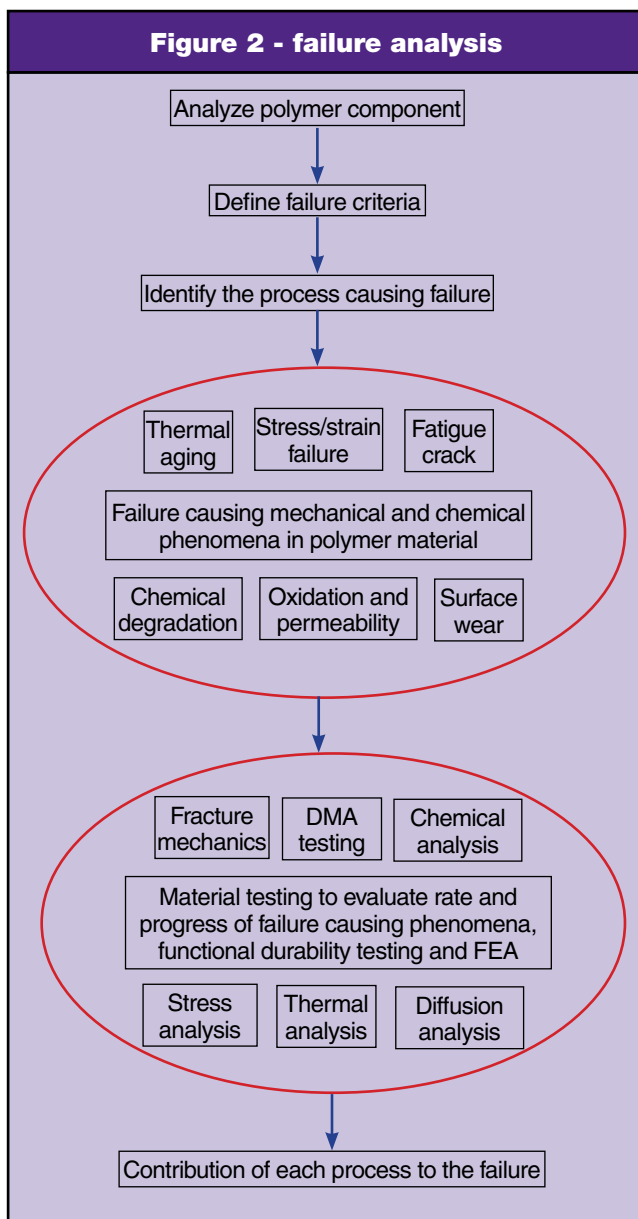 Figure 2 - failure analysis
Analyze polymer component
Define failure criteria
Identify the process causing failure
Thermal
aging
Stress/strain
failure
Fatigue
crack
Failure causing mechanical and chemical
phenomena in polymer material
Chemical
degradation
Oxidation and
permeability
Surface
wear
Fracture
mechanics
DMA
testing
Chemical
analysis
Material testing to evaluate rate and
progress of failure causing phenomena,
functional durability testing and FEA
Stress
analysis
Thermal
analysis
Diffusion
analysis
Contribution of each process to the failure